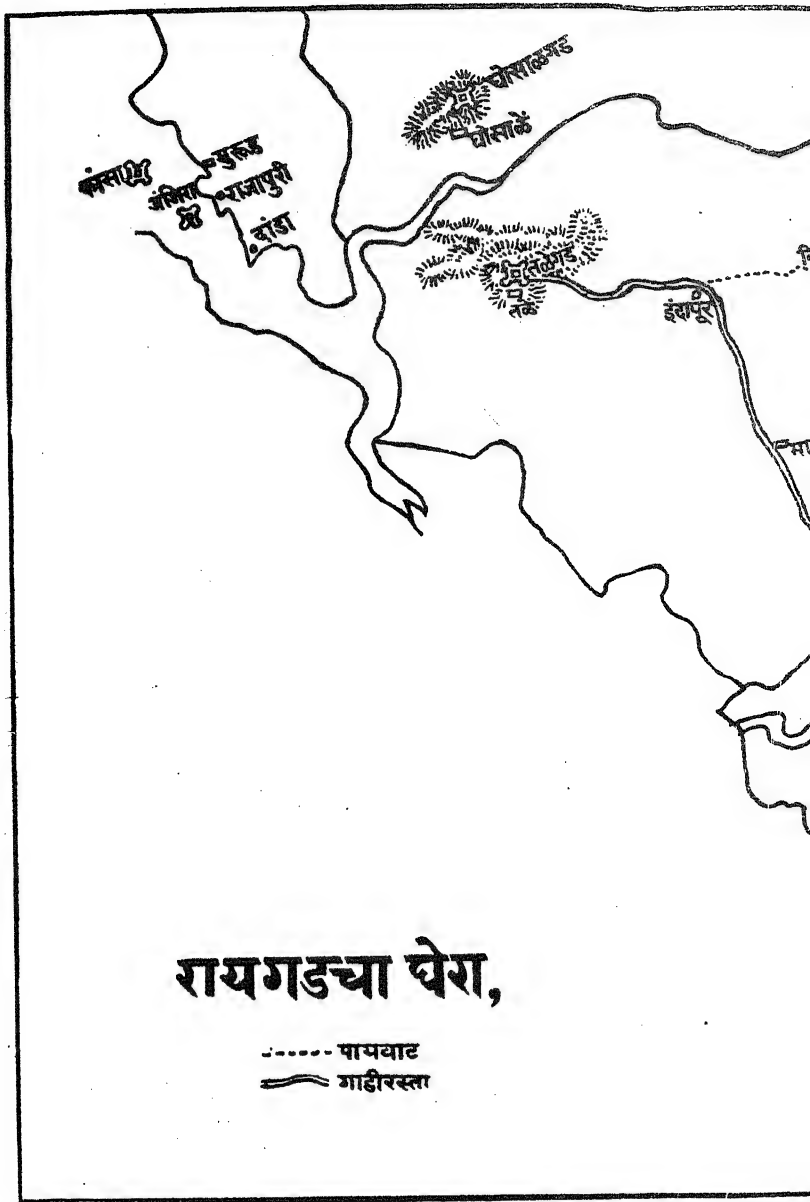 घोसाळगड
घोसाळें
कांसा
मुरूड
जंजिरा
राजापुरी
दांडा
तळेगड
तळें
इंदापूर
मा
रायगडचा घेरा,
पायवाट
गाडीरस्ता